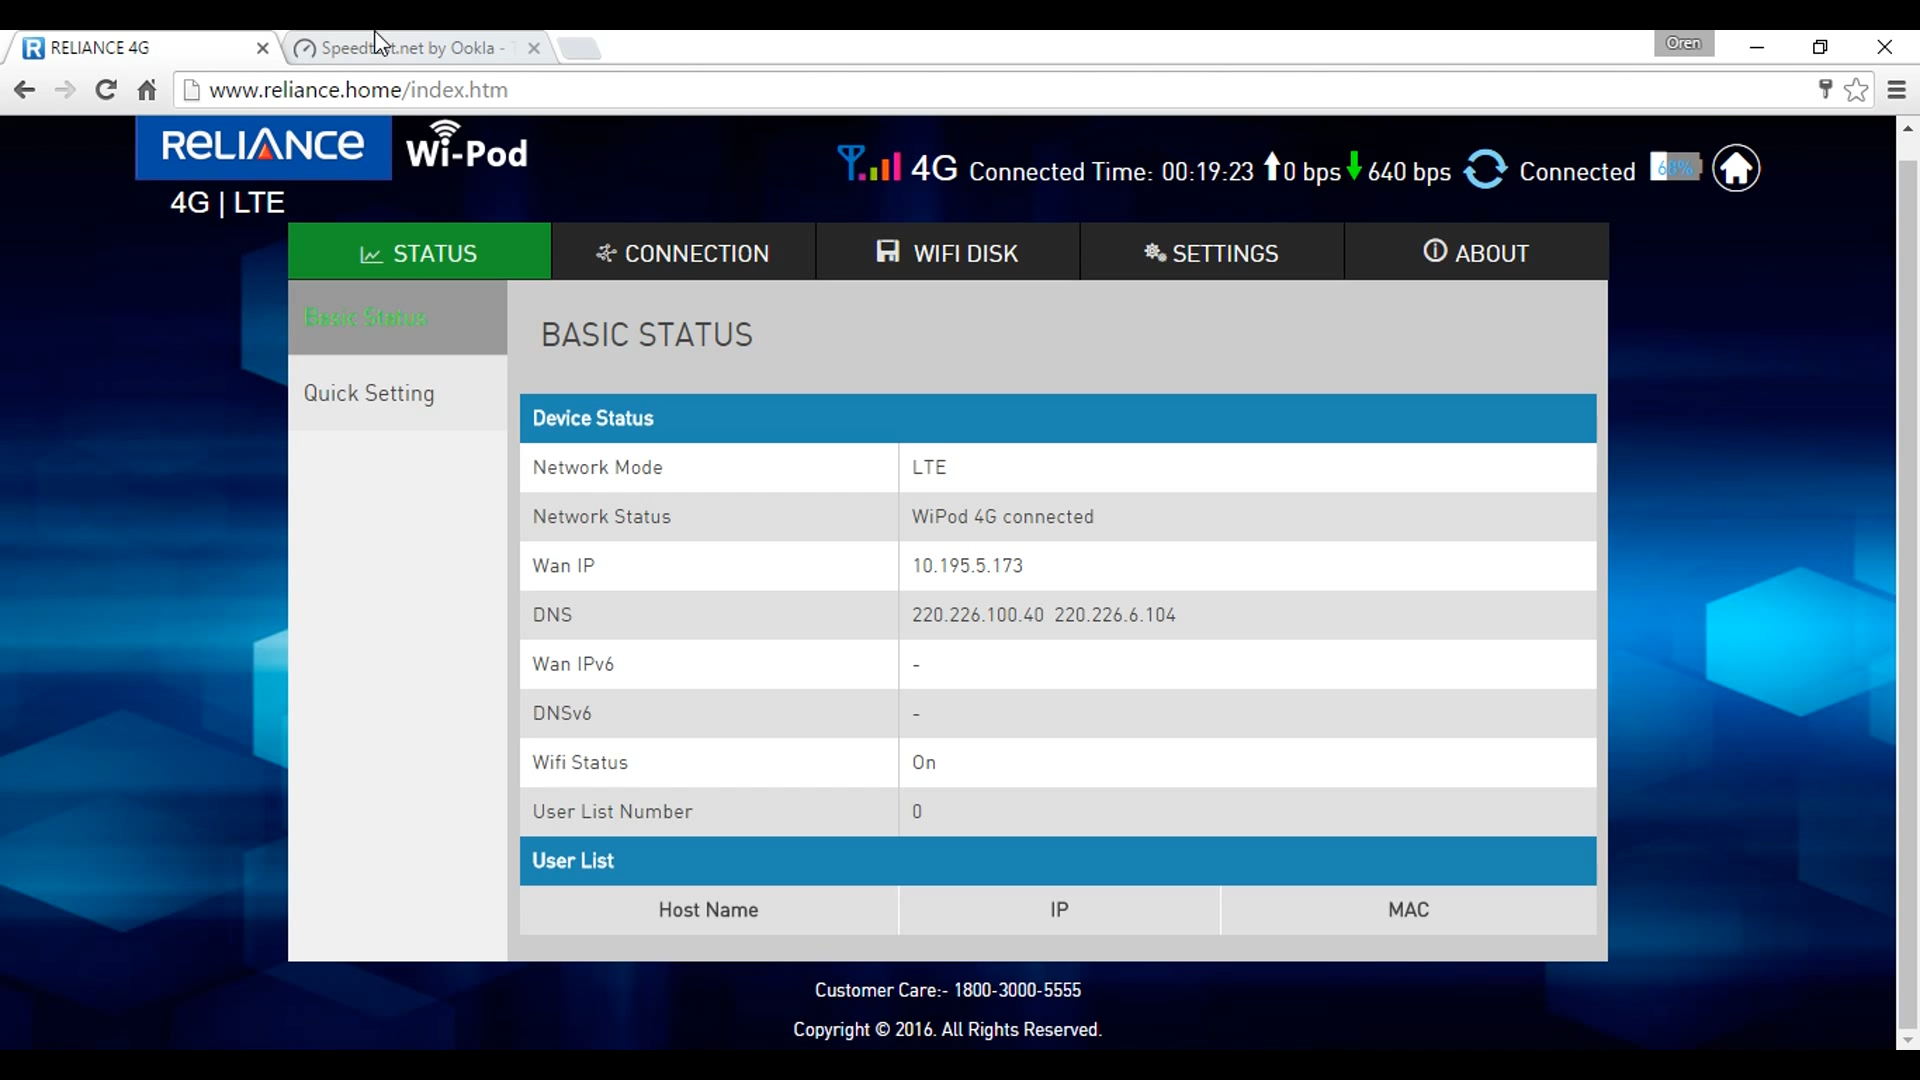 RELIANCE 4G
Speedtest.net by Ookla -
Oren
www.reliance.home/index.htm
RELIANCE Wi-Pod
4G | LTE
4G Connected Time: 00:19:23 0 bps 640 bps Connected 68%
STATUS CONNECTION WIFI DISK SETTINGS ABOUT
Basic Status
Quick Setting
BASIC STATUS
Device Status
Network Mode LTE
Network Status WiPod 4G connected
Wan IP 10.195.5.173
DNS 220.226.100.40 220.226.6.104
Wan IPv6 -
DNSv6 -
Wifi Status On
User List Number 0
User List
Host Name IP MAC
Customer Care:- 1800-3000-5555
Copyright © 2016. All Rights Reserved.